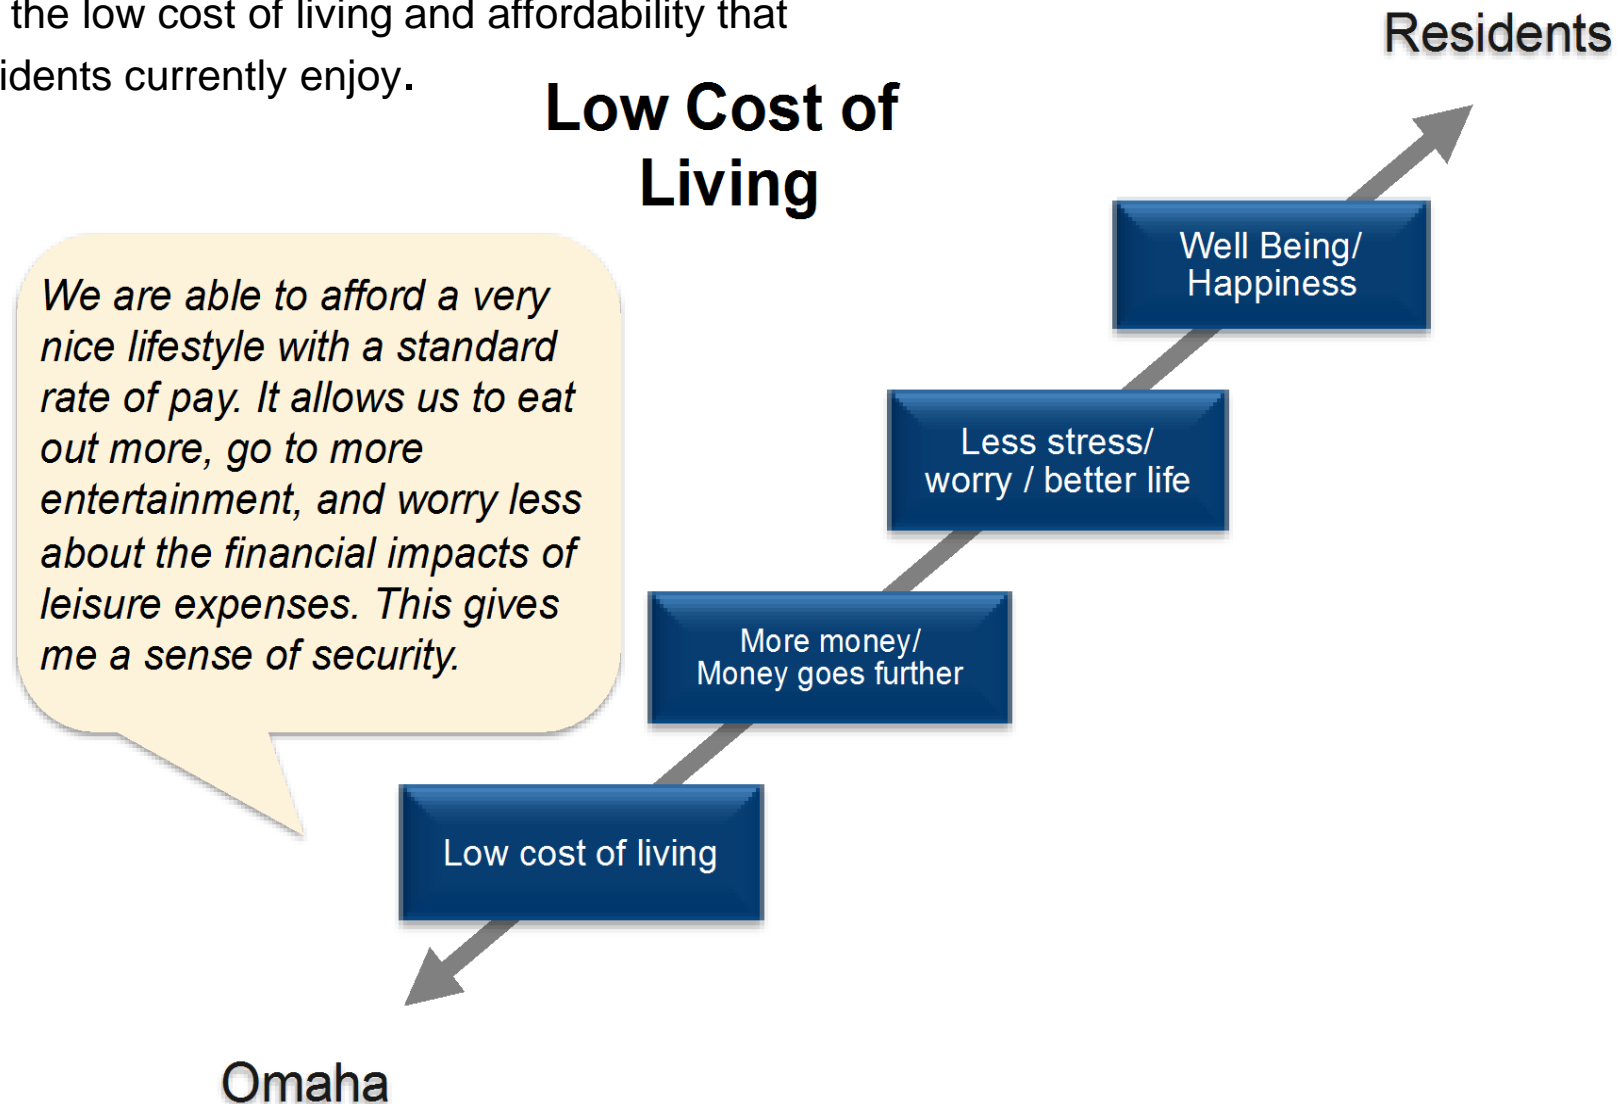 the low cost of living and affordability that
idents currently enjoy.
Residents
Low Cost of
Living
We are able to afford a very
nice lifestyle with a standard
rate of pay. It allows us to eat
out more, go to more
entertainment, and worry less
about the financial impacts of
leisure expenses. This gives
me a sense of security.
Well Being/
Happiness
Less stress/
worry / better life
More money/
Money goes further
Low cost of living
Omaha